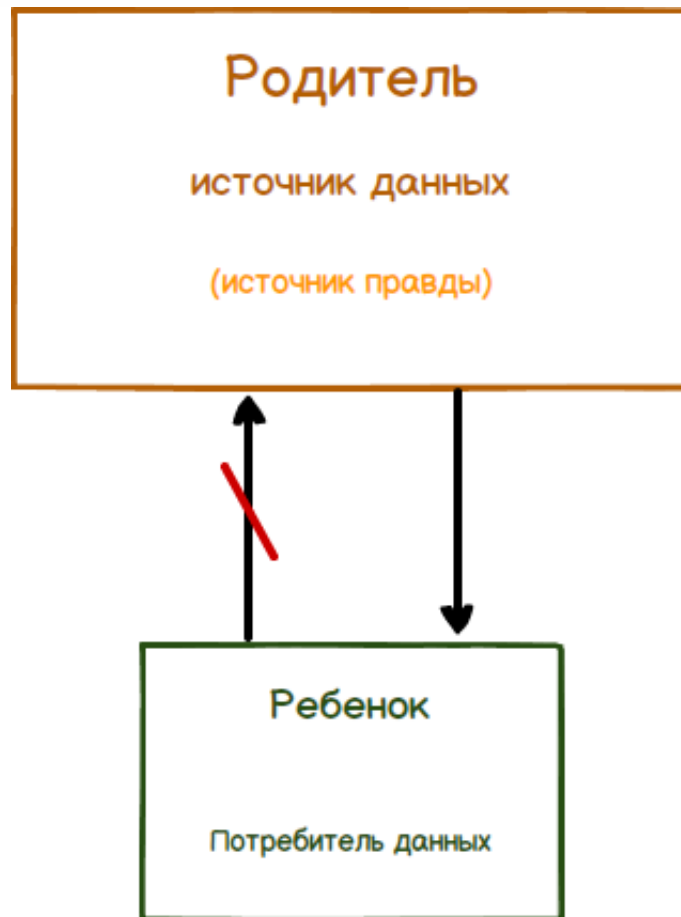 Родитель
источник данных
(источник правды)
Ребенок
Потребитель данных